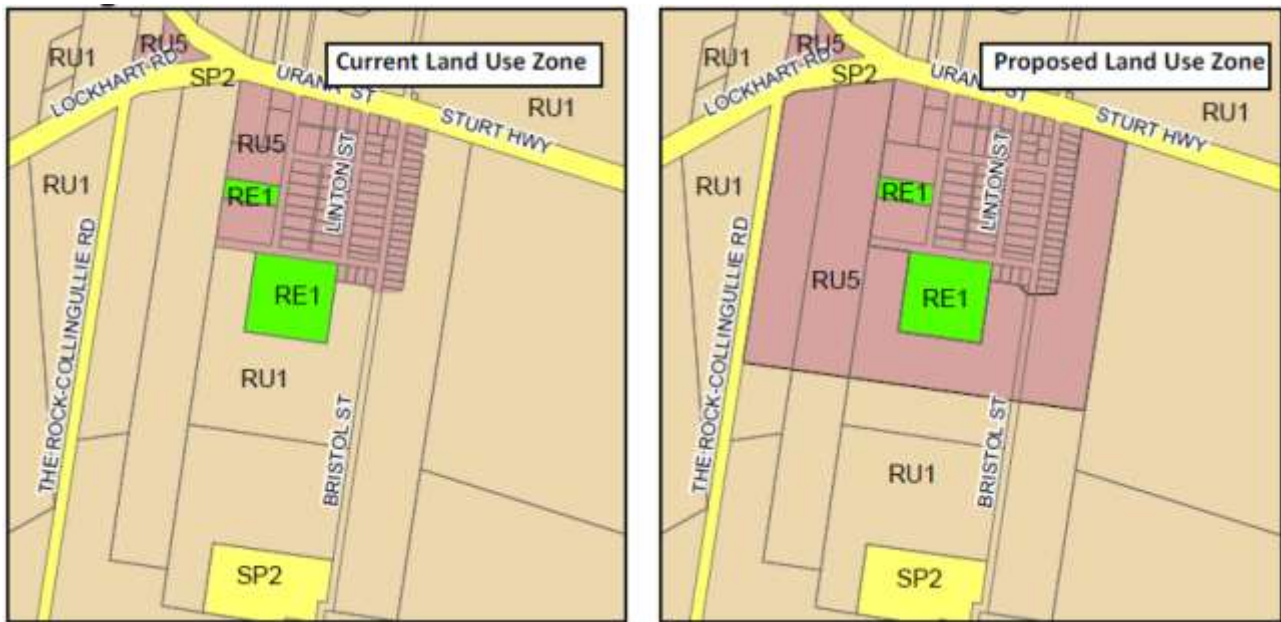 Current Land Use Zone
RU1
RU5
LOCKHART RD
SP2
URANA ST
STURT HWY
RU1
RU5
RU1
RE1
LINTON ST
THE ROCK-COLLINGULLIE RD
RE1
RU1
BRISTOL ST
SP2
Proposed Land Use Zone
RU1
RU5
LOCKHART RD
SP2
ST
STURT HWY
RU1
RU1
RE1
LINTON ST
THE ROCK-COLLINGULLIE RD
RU5
RE1
BRISTOL ST
RU1
SP2